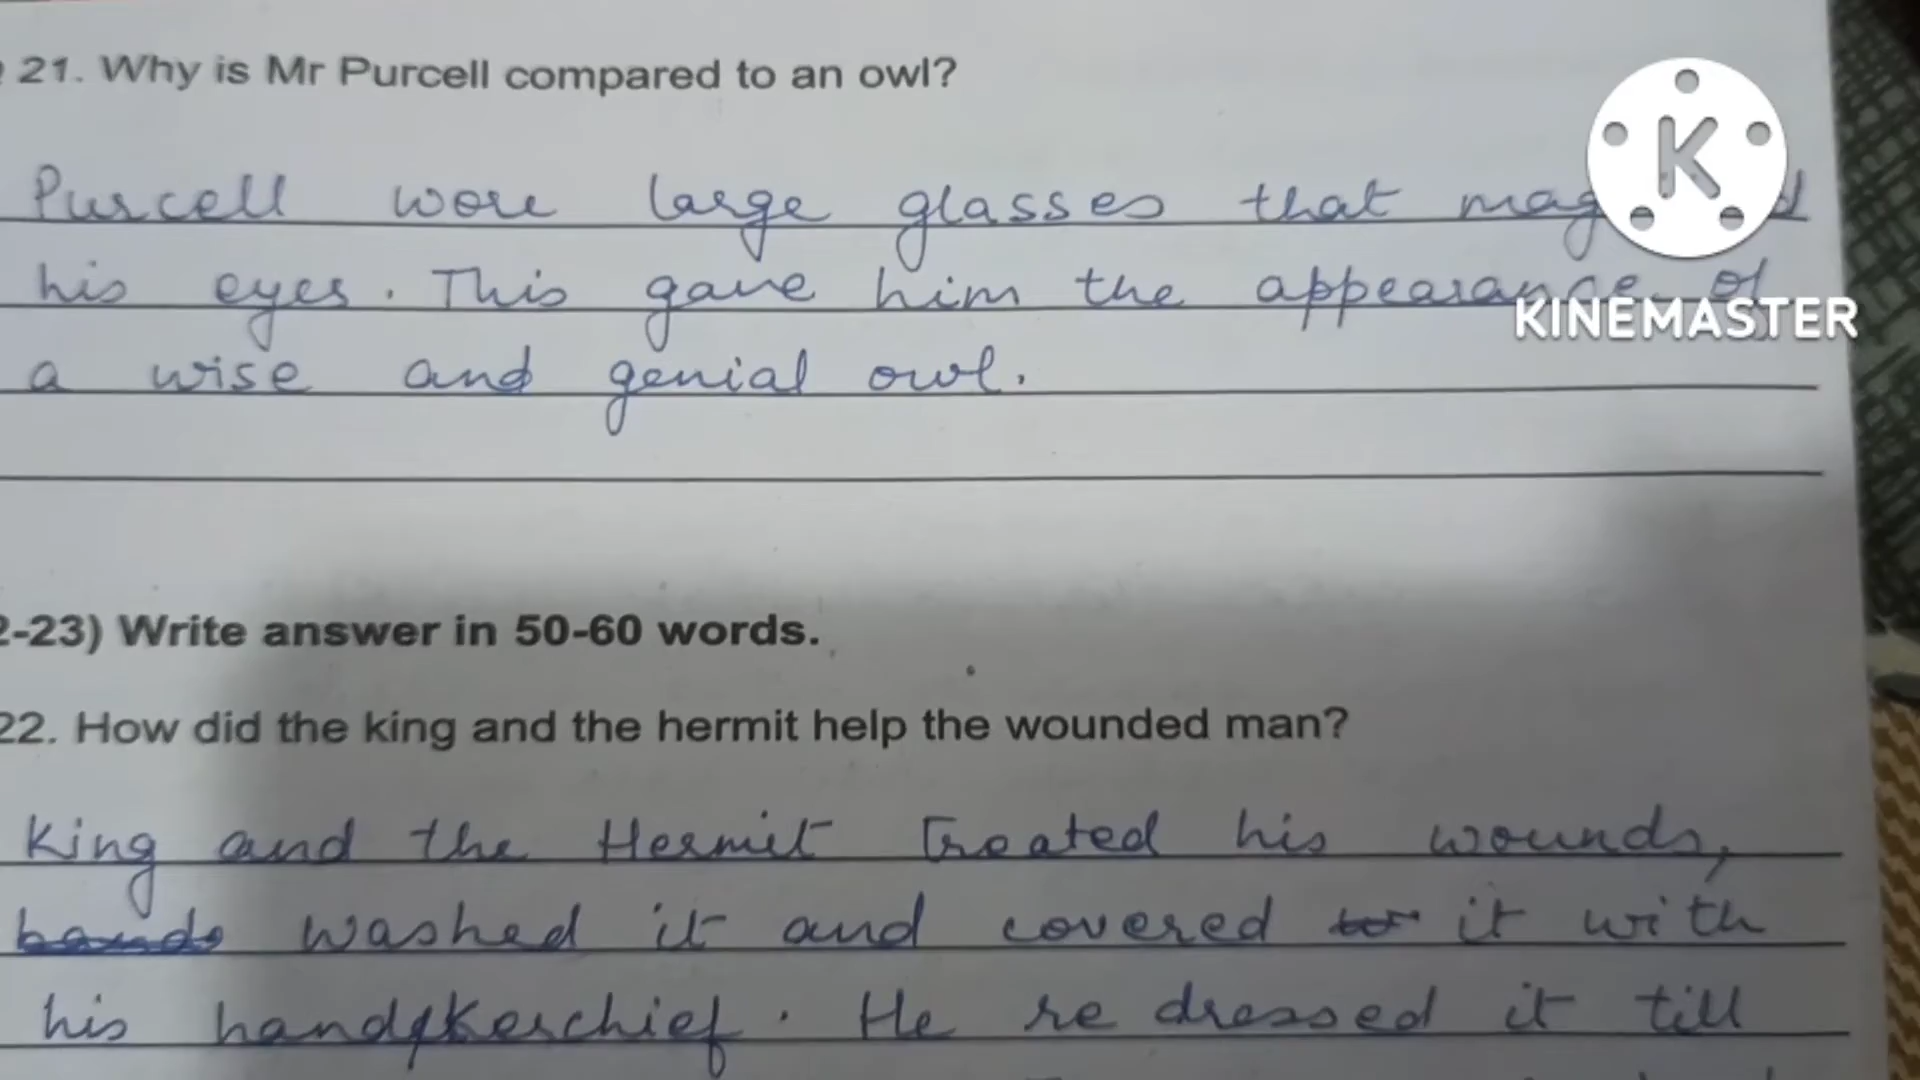 21. Why is Mr Purcell compared to an owl?
Purcell wore large glasses that
his eyes. This gave him the appearance of
a wise and genial owl.
2-23) Write answer in 50-60 words.
22. How did the king and the hermit help the wounded man?
King and the Hermit treated his wounds,
washed it and covered it with
his handkerchief. He re dressed it till
K
KINEMASTER